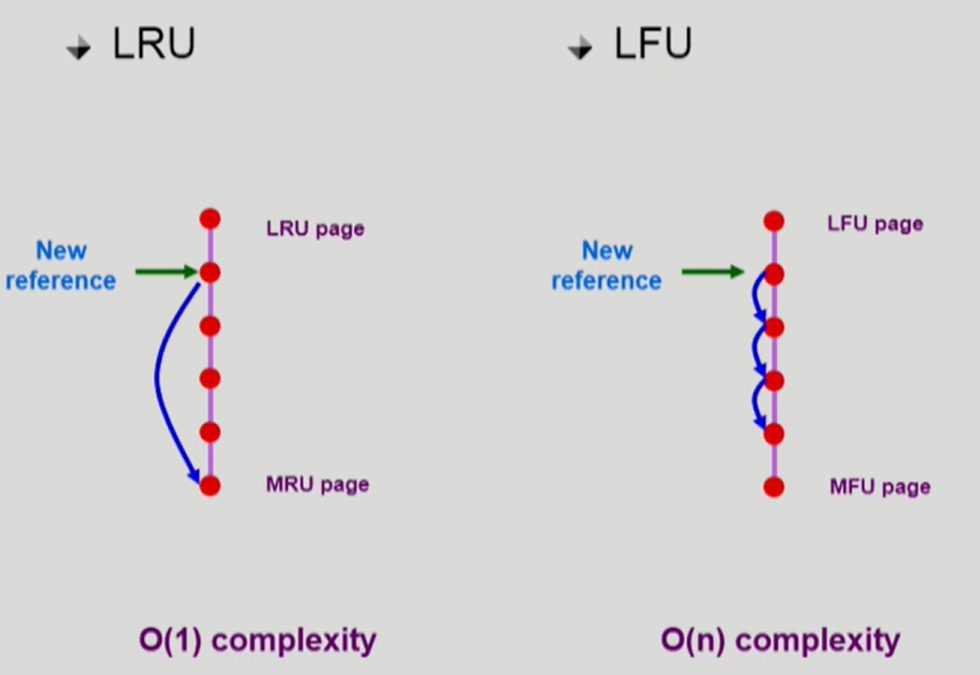 LRU
LFU
New
reference
LRU page
MRU page
New
reference
LFU page
MFU page
O(1) complexity
O(n) complexity